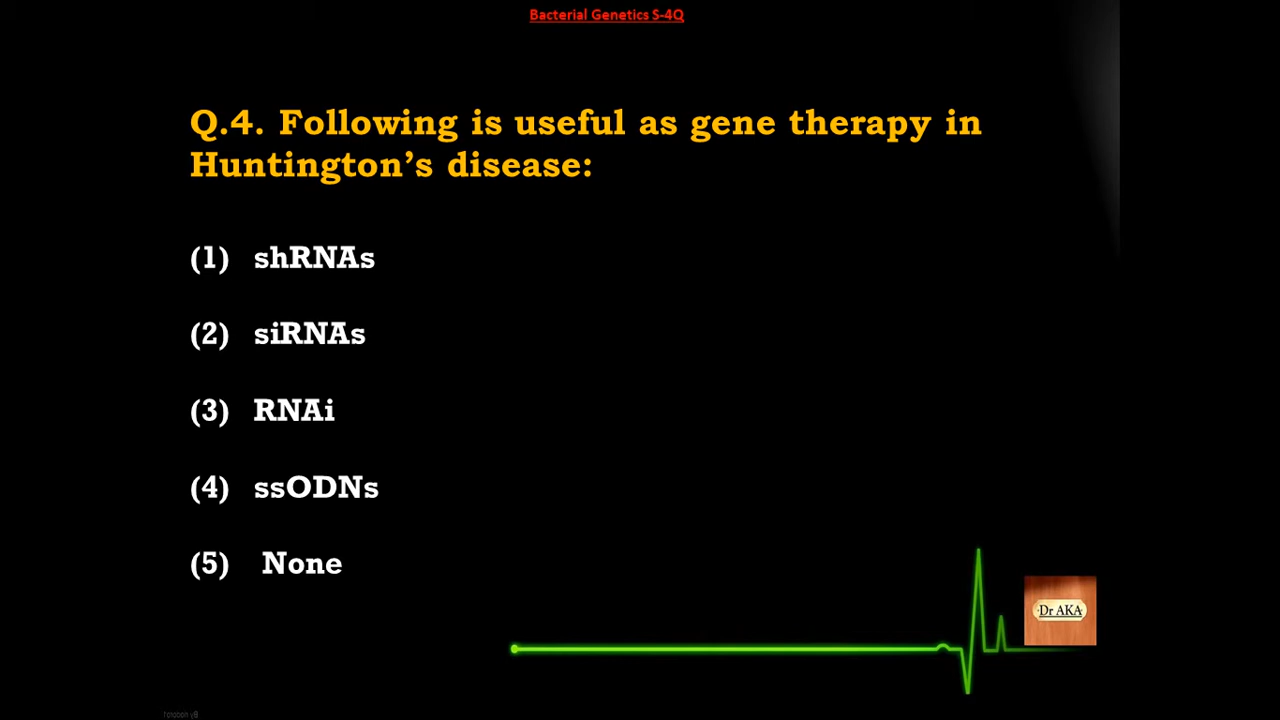 Bacterial Genetics S-4Q
Q.4. Following is useful as gene therapy in
Huntington’s disease:
(1) shRNAs
(2) siRNAs
(3) RNAi
(4) ssODNs
(5) None
Dr AKA